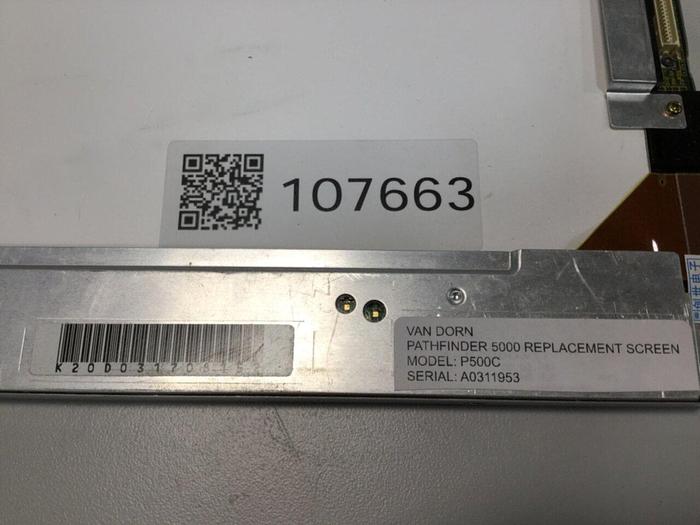 107663
VAN DORN
PATHFINDER 5000 REPLACEMENT SCREEN
MODEL: P500C
SERIAL: A0311953